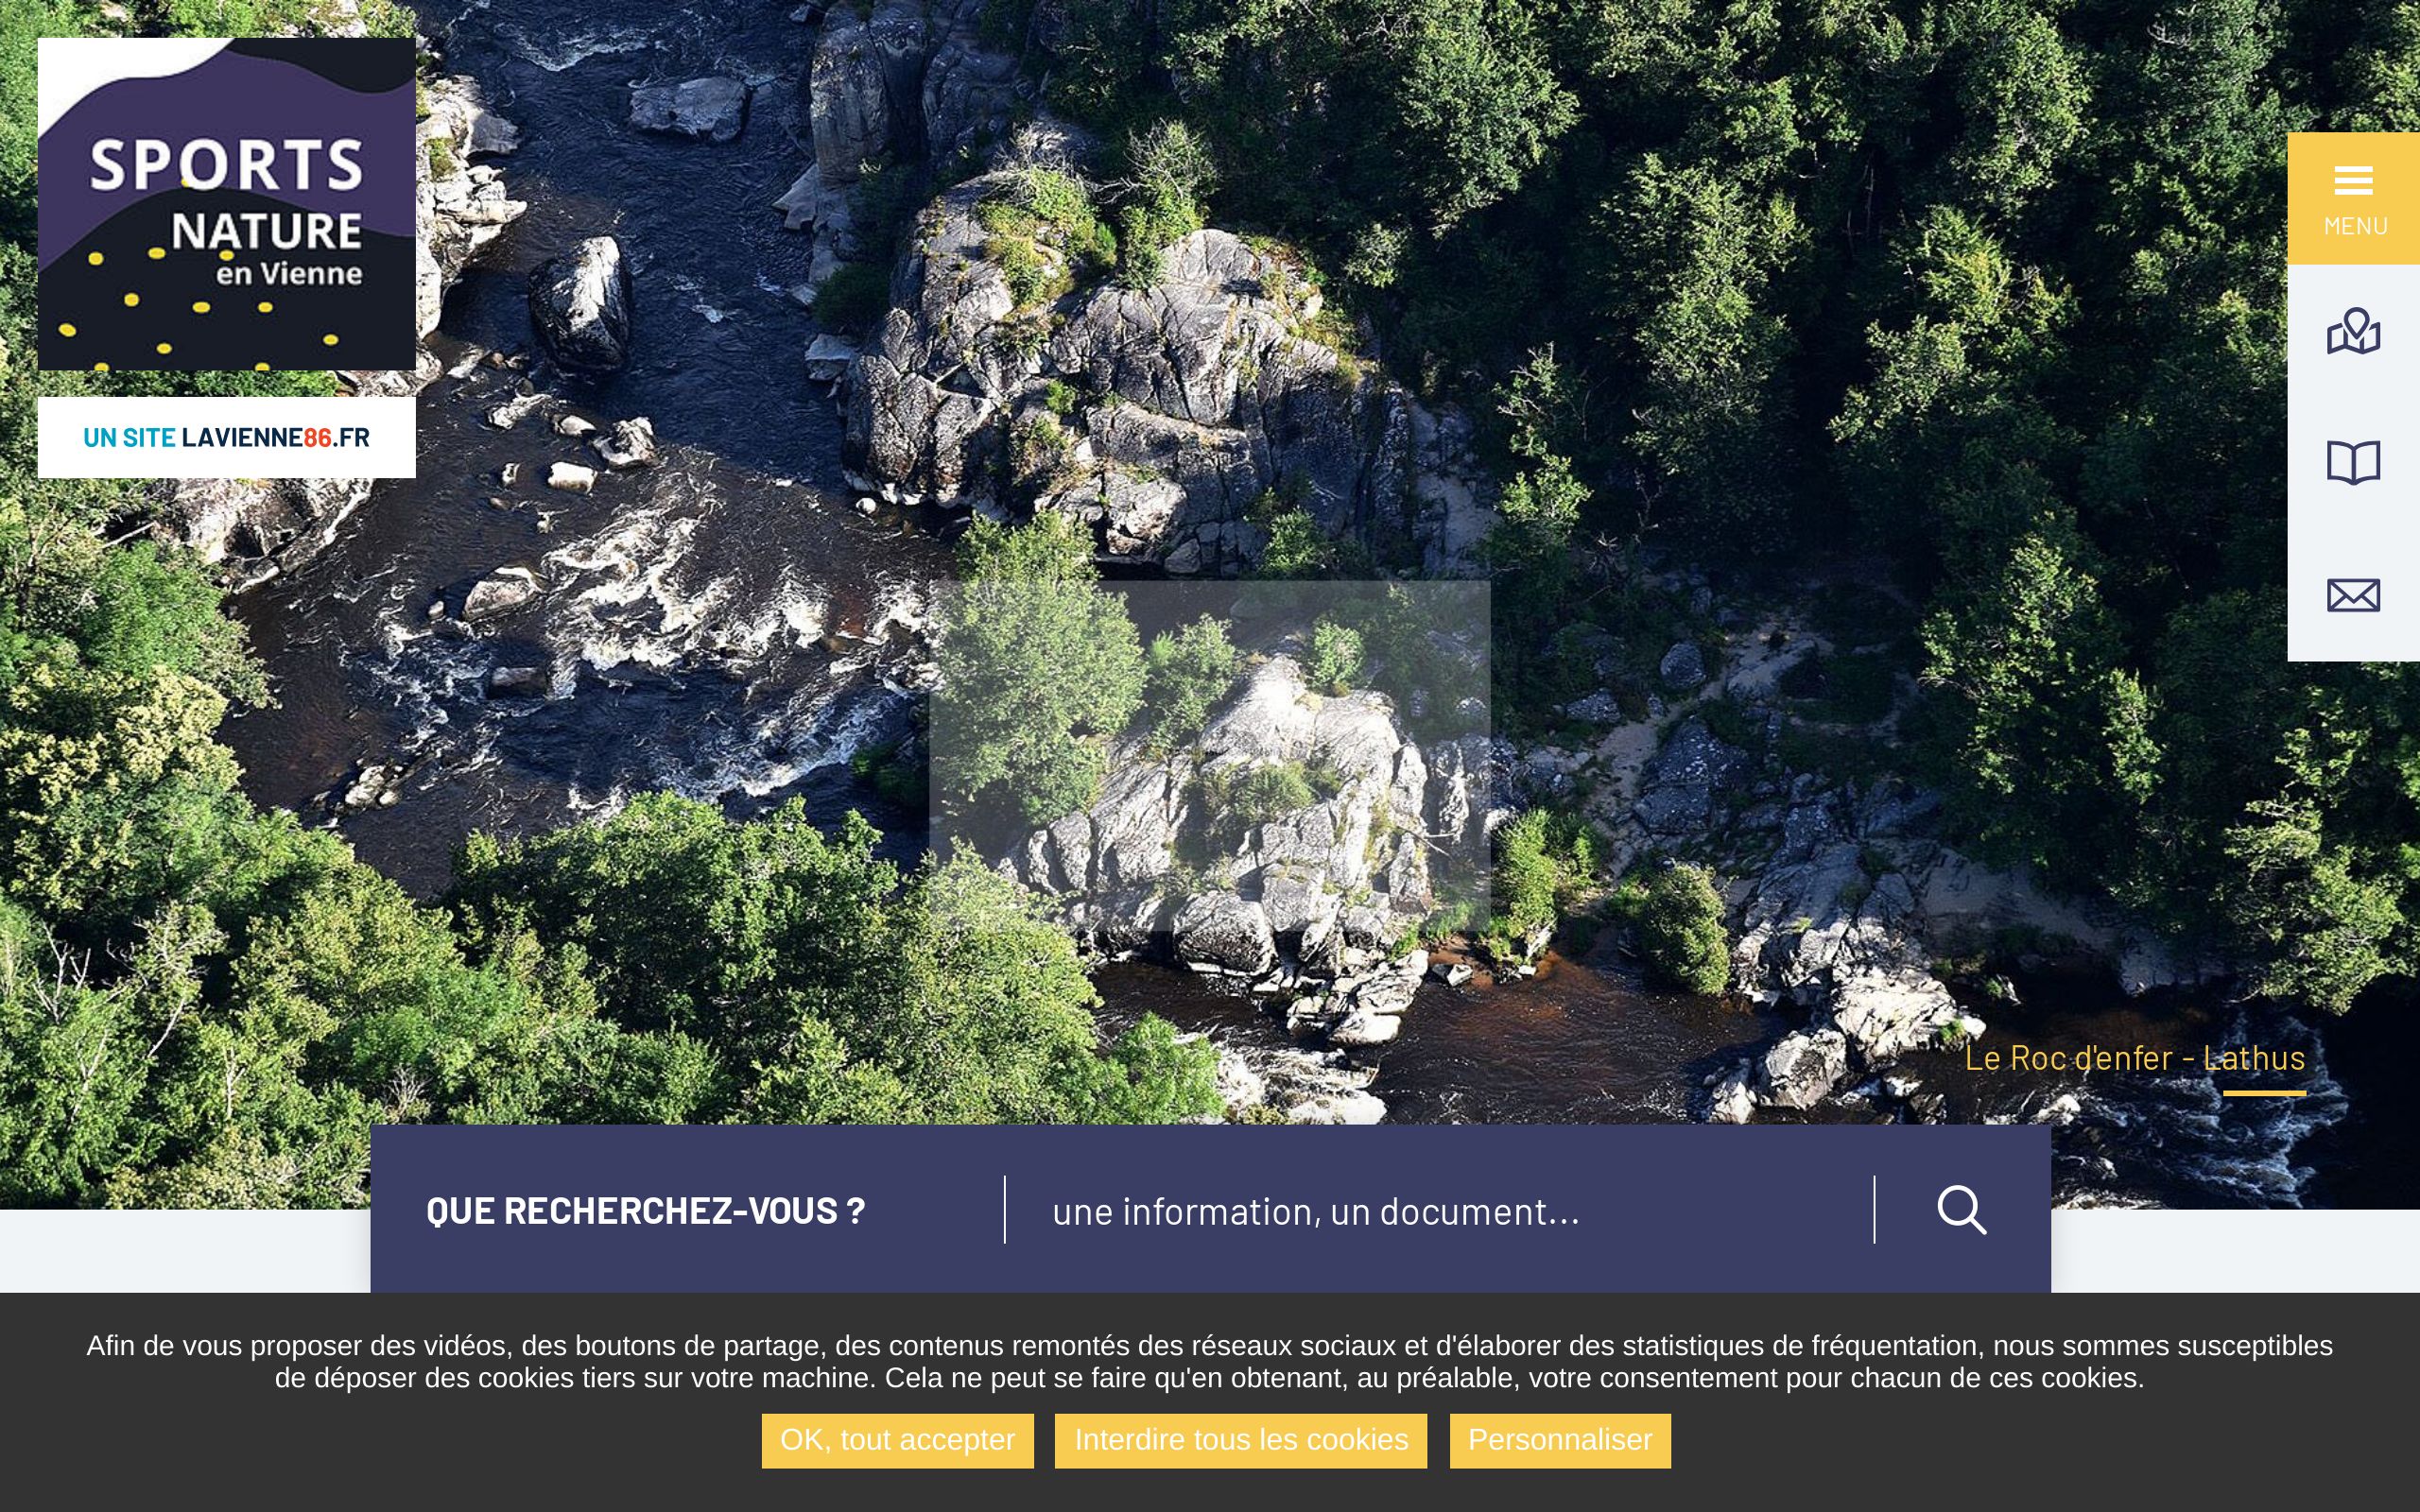 SPORTS
NATURE
en Vienne
UN SITE LAVIENNE86.FR
MENU
Le Roc d'enfer - Lathus
QUE RECHERCHEZ-VOUS ?
une information, un document...
Afin de vous proposer des vidéos, des boutons de partage, des contenus remontés des réseaux sociaux et d'élaborer des statistiques de fréquentation, nous sommes susceptibles
de déposer des cookies tiers sur votre machine. Cela ne peut se faire qu'en obtenant, au préalable, votre consentement pour chacun de ces cookies.
OK, tout accepter
Interdire tous les cookies
Personnaliser